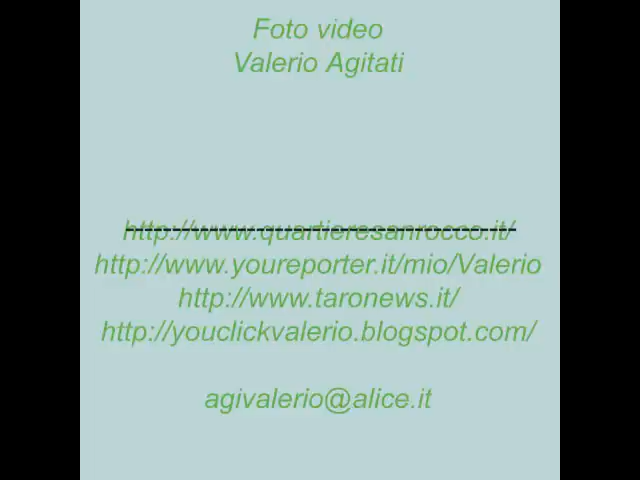 Foto video
Valerio Agitati
http://www.quartieresanrocco.it/
http://www.youreporter.it/mio/Valerio
http://www.taronews.it/
http://youclickvalerio.blogspot.com/
agivalerio@alice.it